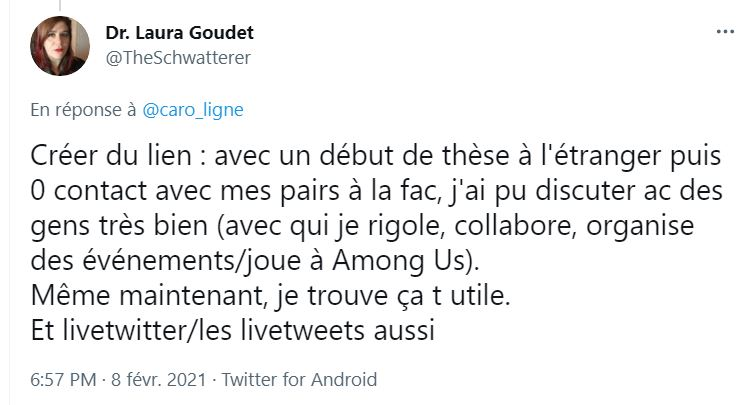 Dr. Laura Goudet
@TheSchwatterer
En réponse à @caro_ligne
Créer du lien : avec un début de thèse à l'étranger puis
0 contact avec mes pairs à la fac, j'ai pu discuter ac des
gens très bien (avec qui je rigole, collabore, organise
des événements/joue à Among Us).
Même maintenant, je trouve ça t utile.
Et livetwitter/les livetweets aussi
6:57 PM · 8 févr. 2021 · Twitter for Android